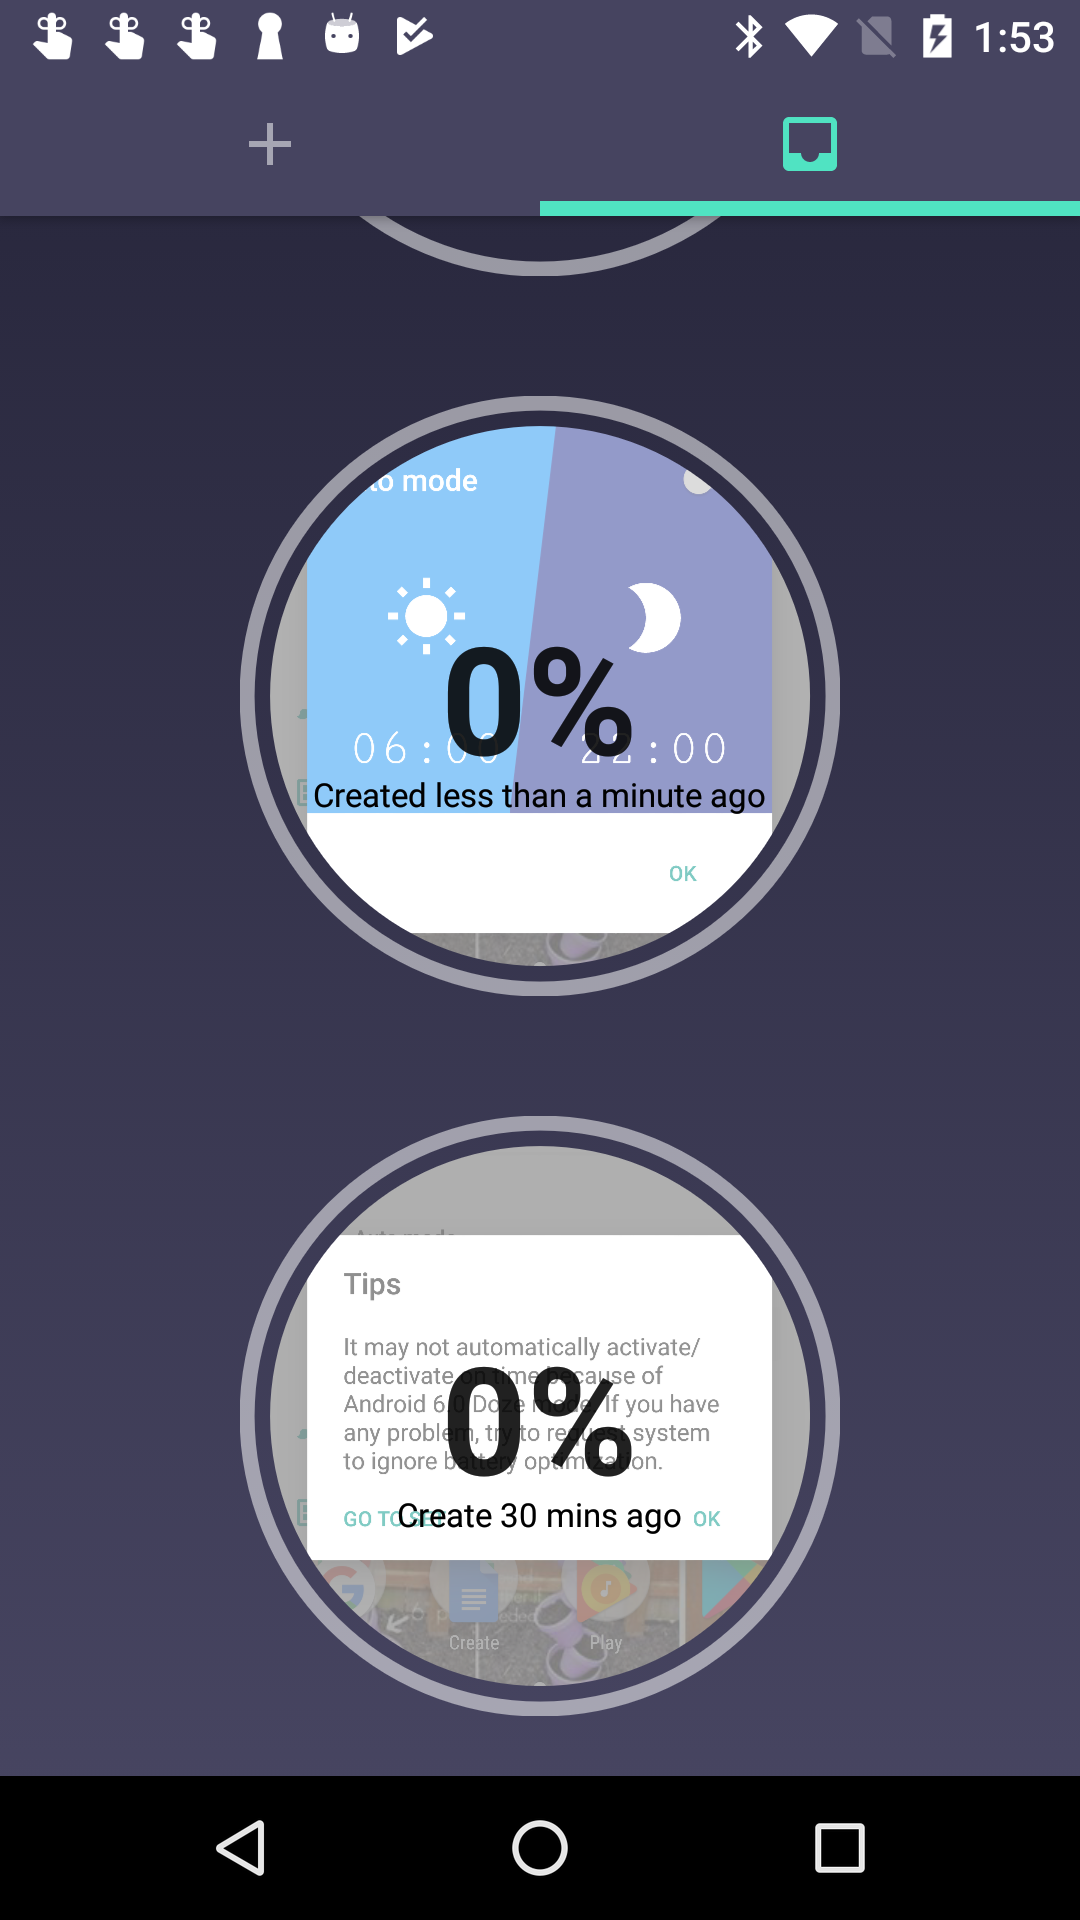 1:53
to mode
0%
06:00 22:00
Created less than a minute ago
OK
Tips
It may not automatically activate/
deactivate on time because of
Android 6.0 Doze mode. If you have
any problem, try to request system
to ignore battery optimization.
0%
GO TO SET OK
Create 30 mins ago
Create Play